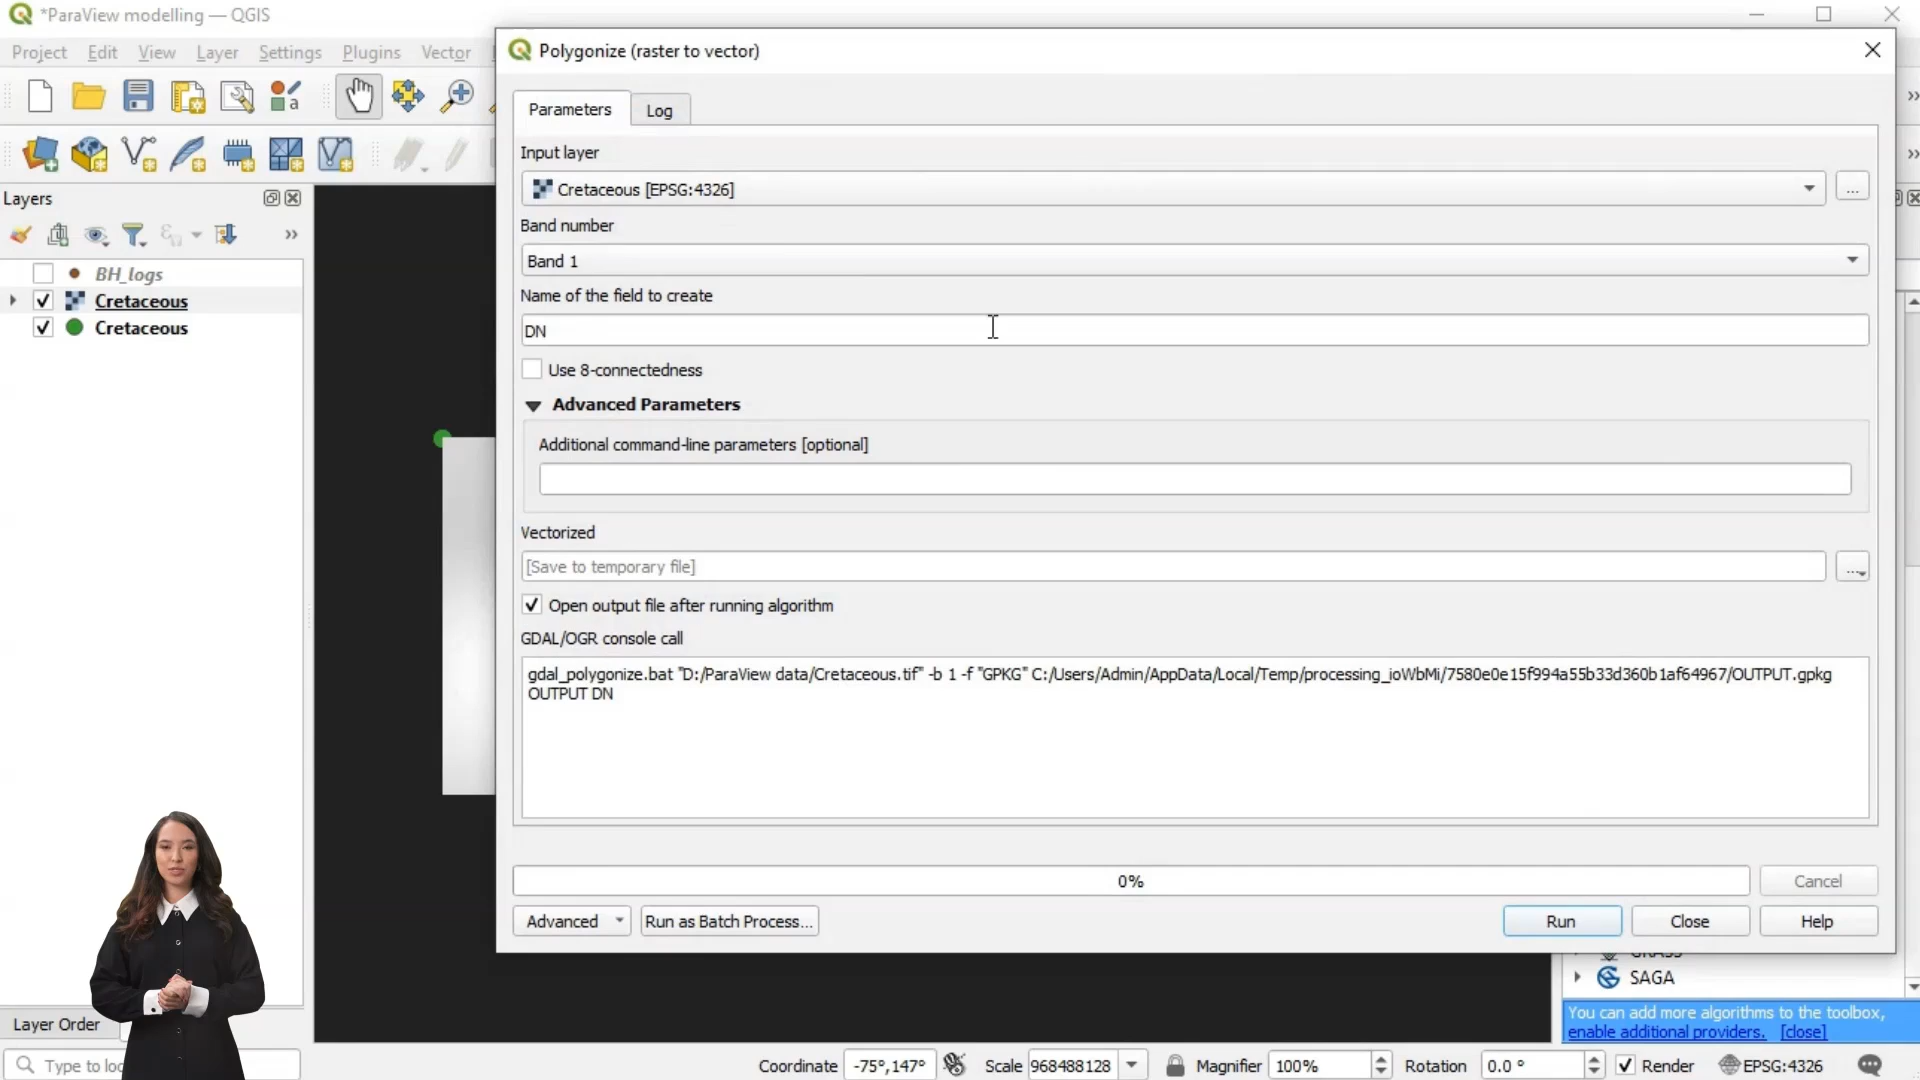 *ParaView modelling — QGIS
Project Edit View Layer Settings Plugins Vector
Polygonize (raster to vector)
Parameters Log
Input layer
Cretaceous [EPSG:4326]
...
Band number
Band 1
Name of the field to create
DN
Use 8-connectedness
Advanced Parameters
Additional command-line parameters [optional]
Vectorized
[Save to temporary file]
...
Open output file after running algorithm
GDAL/OGR console call
gdal_polygonize.bat "D:/ParaView data/Cretaceous.tif" -b 1 -f "GPKG" C:/Users/Admin/AppData/Local/Temp/processing_ioWbMi/7580e0e15f994a55b33d360b1af64967/OUTPUT.gpkg
OUTPUT DN
0%
Cancel
Advanced Run as Batch Process... Run Close Help
Layers
BH_logs
Cretaceous
Cretaceous
SAGA
You can add more algorithms to the toolbox,
enable additional providers. [close]
Layer Order
Type to
Coordinate -75°,147° Scale 968488128 Magnifier 100% Rotation 0.0 ° Render EPSG:4326